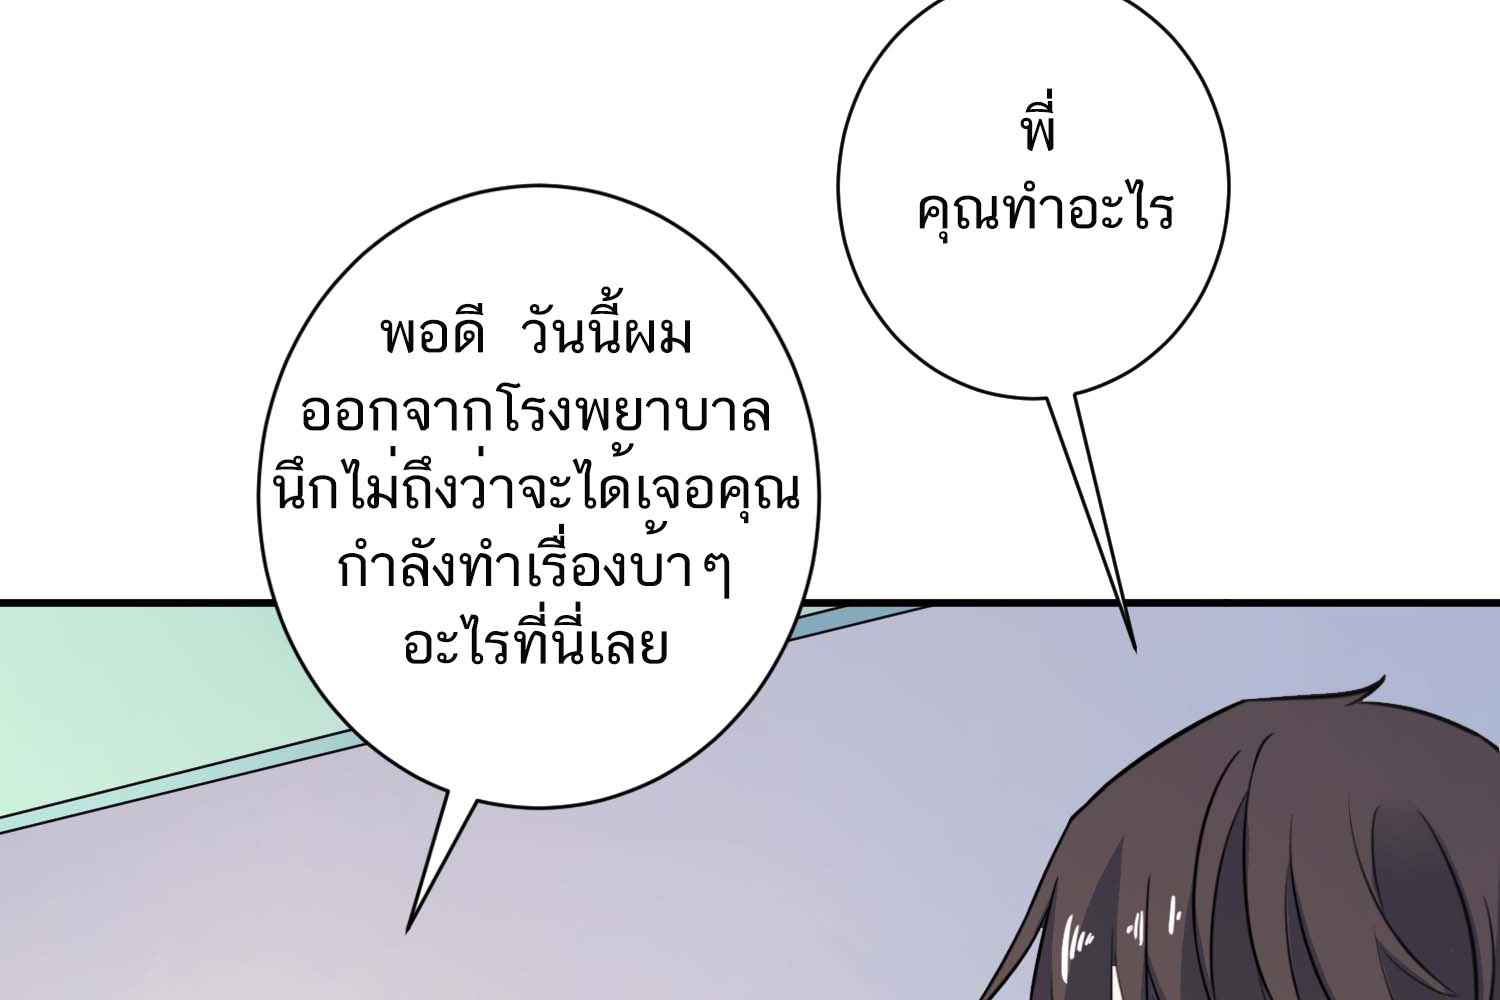 พี่
คุณทำอะไร
พอดี วันนี้ผม
ออกจากโรงพยาบาล
นึกไม่ถึงว่าจะได้เจอคุณ
กำลังทำเรื่องบ้าๆ
อะไรที่นี่เลย